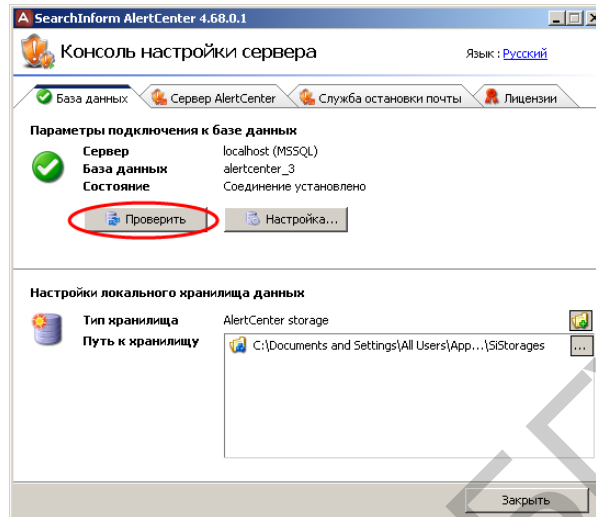 SearchInform AlertCenter 4.68.0.1
Консоль настройки сервера
Язык : Русский
База данных
Сервер AlertCenter
Служба остановки почты
Лицензии
Параметры подключения к базе данных
Сервер localhost (MSSQL)
База данных alertcenter_3
Состояние Соединение установлено
Проверить
Настройка...
Настройки локального хранилища данных
Тип хранилища AlertCenter storage
Путь к хранилищу C:\Documents and Settings\All Users\App...\SiStorages
...
Закрыть